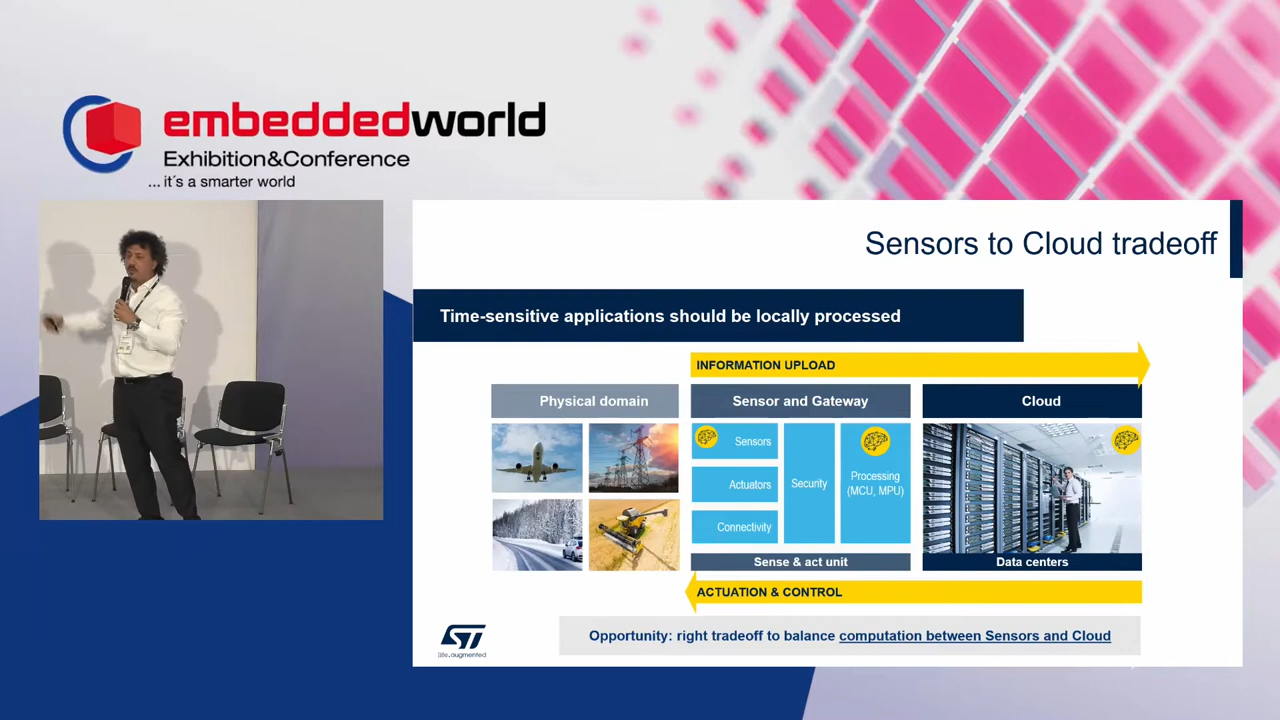 embeddedworld
Exhibition&Conference
... it´s a smarter world
Sensors to Cloud tradeoff
Time-sensitive applications should be locally processed
INFORMATION UPLOAD
Physical domain
Sensor and Gateway
Cloud
Sensors
Actuators
Connectivity
Security
Processing
(MCU, MPU)
Sense & act unit
Data centers
ACTUATION & CONTROL
ST
life.augmented
Opportunity: right tradeoff to balance computation between Sensors and Cloud